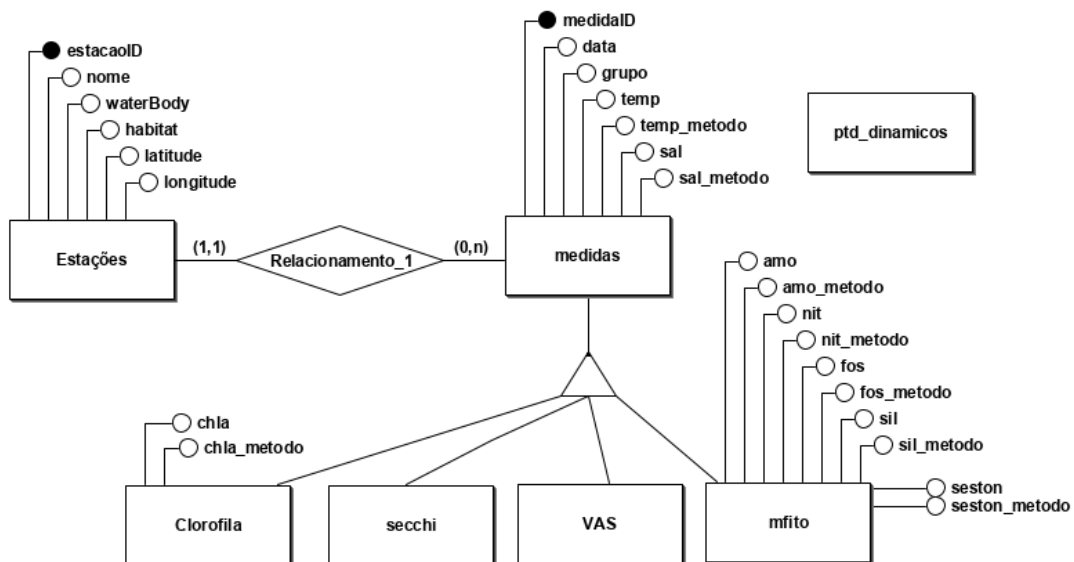 medidaID
data
grupo
temp
temp_metodo
sal
sal_metodo
estacaoID
nome
waterBody
habitat
latitude
longitude
ptd_dinamicos
Estações
(1,1)
Relacionamento_1
(0,n)
medidas
amo
amo_metodo
nit
nit_metodo
fos
fos_metodo
sil
sil_metodo
seston
seston_metodo
chla
chla_metodo
Clorofila
secchi
VAS
mfito